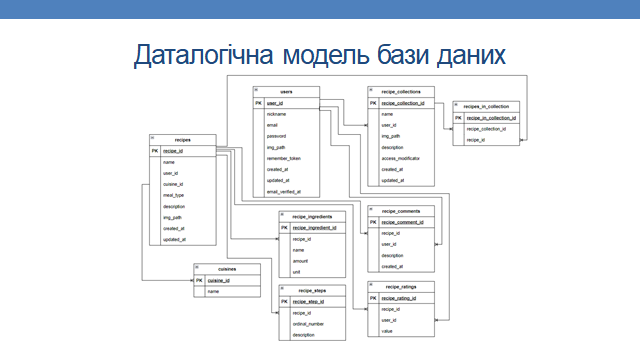 Даталогічна модель бази даних
users
PK user_id
nickname
email
password
img_path
remember_token
created_at
updated_at
email_verified_at
recipe_collections
PK recipe_collection_id
name
user_id
img_path
description
access_modificator
created_at
updated_at
recipes_in_collection
PK recipe_in_collection_id
recipe_collection_id
recipe_id
recipes
PK recipe_id
name
user_id
cuisine_id
meal_type
description
img_path
created_at
updated_at
recipe_ingredients
PK recipe_ingredient_id
recipe_id
name
amount
unit
recipe_comments
PK recipe_comment_id
recipe_id
user_id
description
created_at
cuisines
PK cuisine_id
name
recipe_steps
PK recipe_step_id
recipe_id
ordinal_number
description
recipe_ratings
PK recipe_rating_id
recipe_id
user_id
value